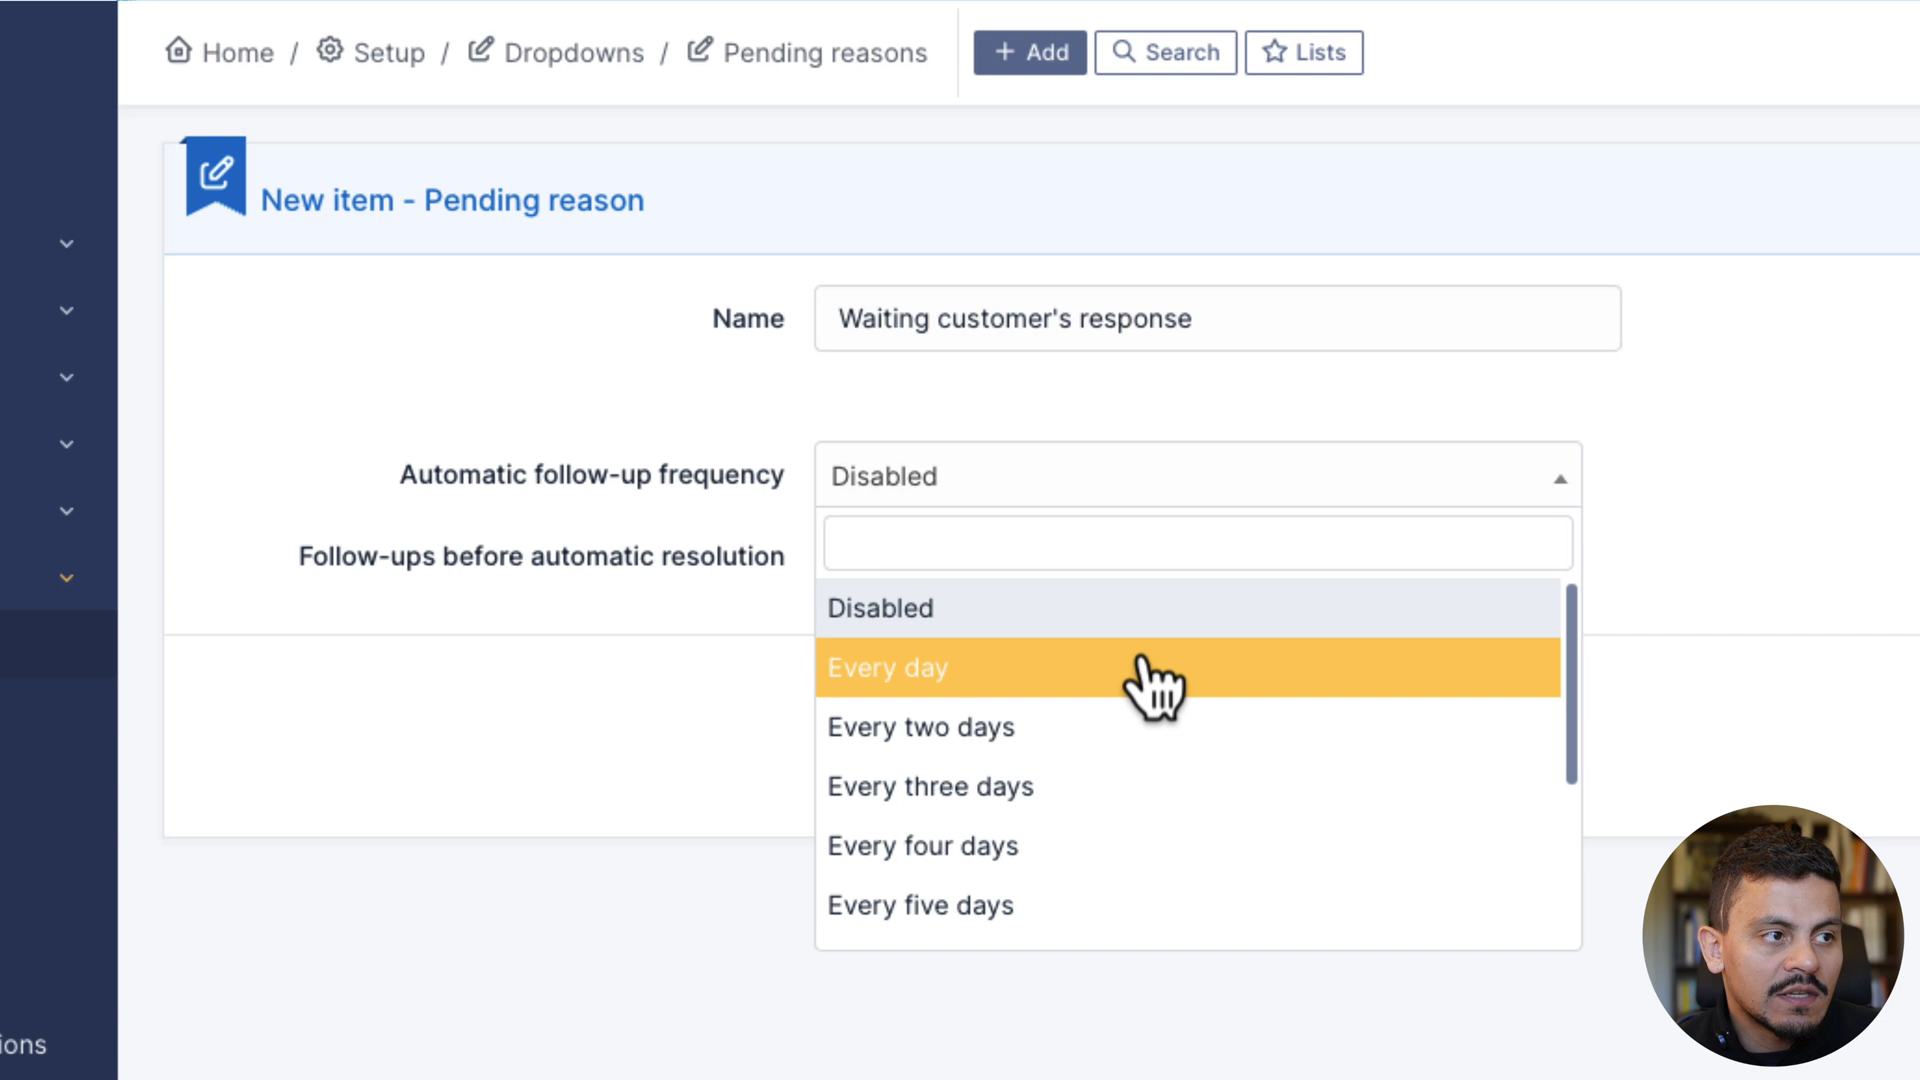 Home / Setup / Dropdowns / Pending reasons
+ Add
Search
Lists
New item - Pending reason
Name
Waiting customer's response
Automatic follow-up frequency
Disabled
Follow-ups before automatic resolution
Disabled
Every day
Every two days
Every three days
Every four days
Every five days
ions